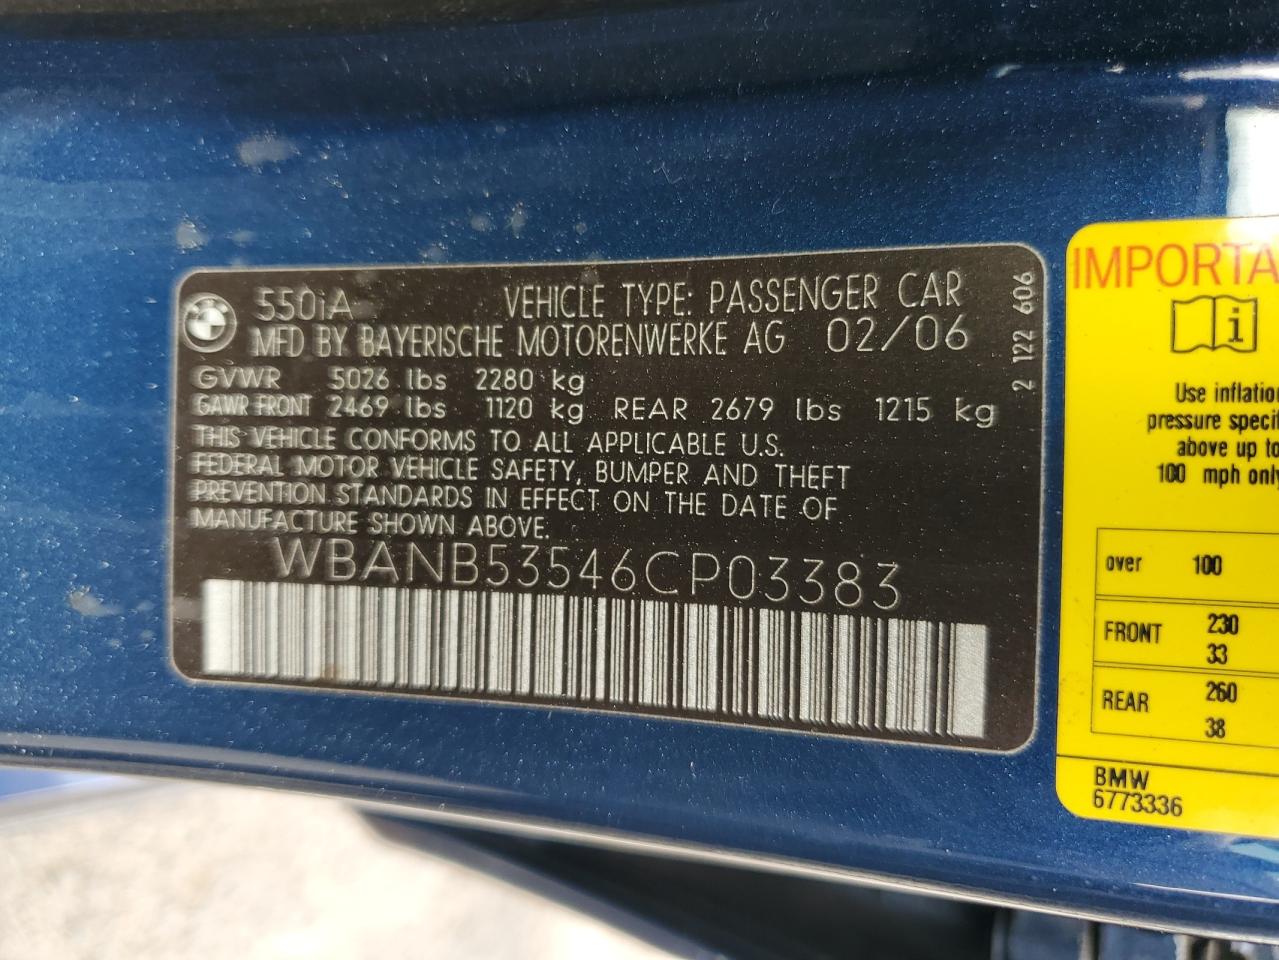 550iA VEHICLE TYPE: PASSENGER CAR
MFD BY BAYERISCHE MOTORENWERKE AG 02/06
GVWR 5026 lbs 2280 kg
GAWR FRONT 2469 lbs 1120 kg REAR 2679 lbs 1215 kg
THIS VEHICLE CONFORMS TO ALL APPLICABLE U.S.
FEDERAL MOTOR VEHICLE SAFETY, BUMPER AND THEFT
PREVENTION STANDARDS IN EFFECT ON THE DATE OF
MANUFACTURE SHOWN ABOVE.
WBANB53546CP03383
2 122 606
IMPORTA
i
Use inflatio
pressure specif
above up to
100 mph only
over 100
FRONT 230
33
REAR 260
38
BMW
6773336